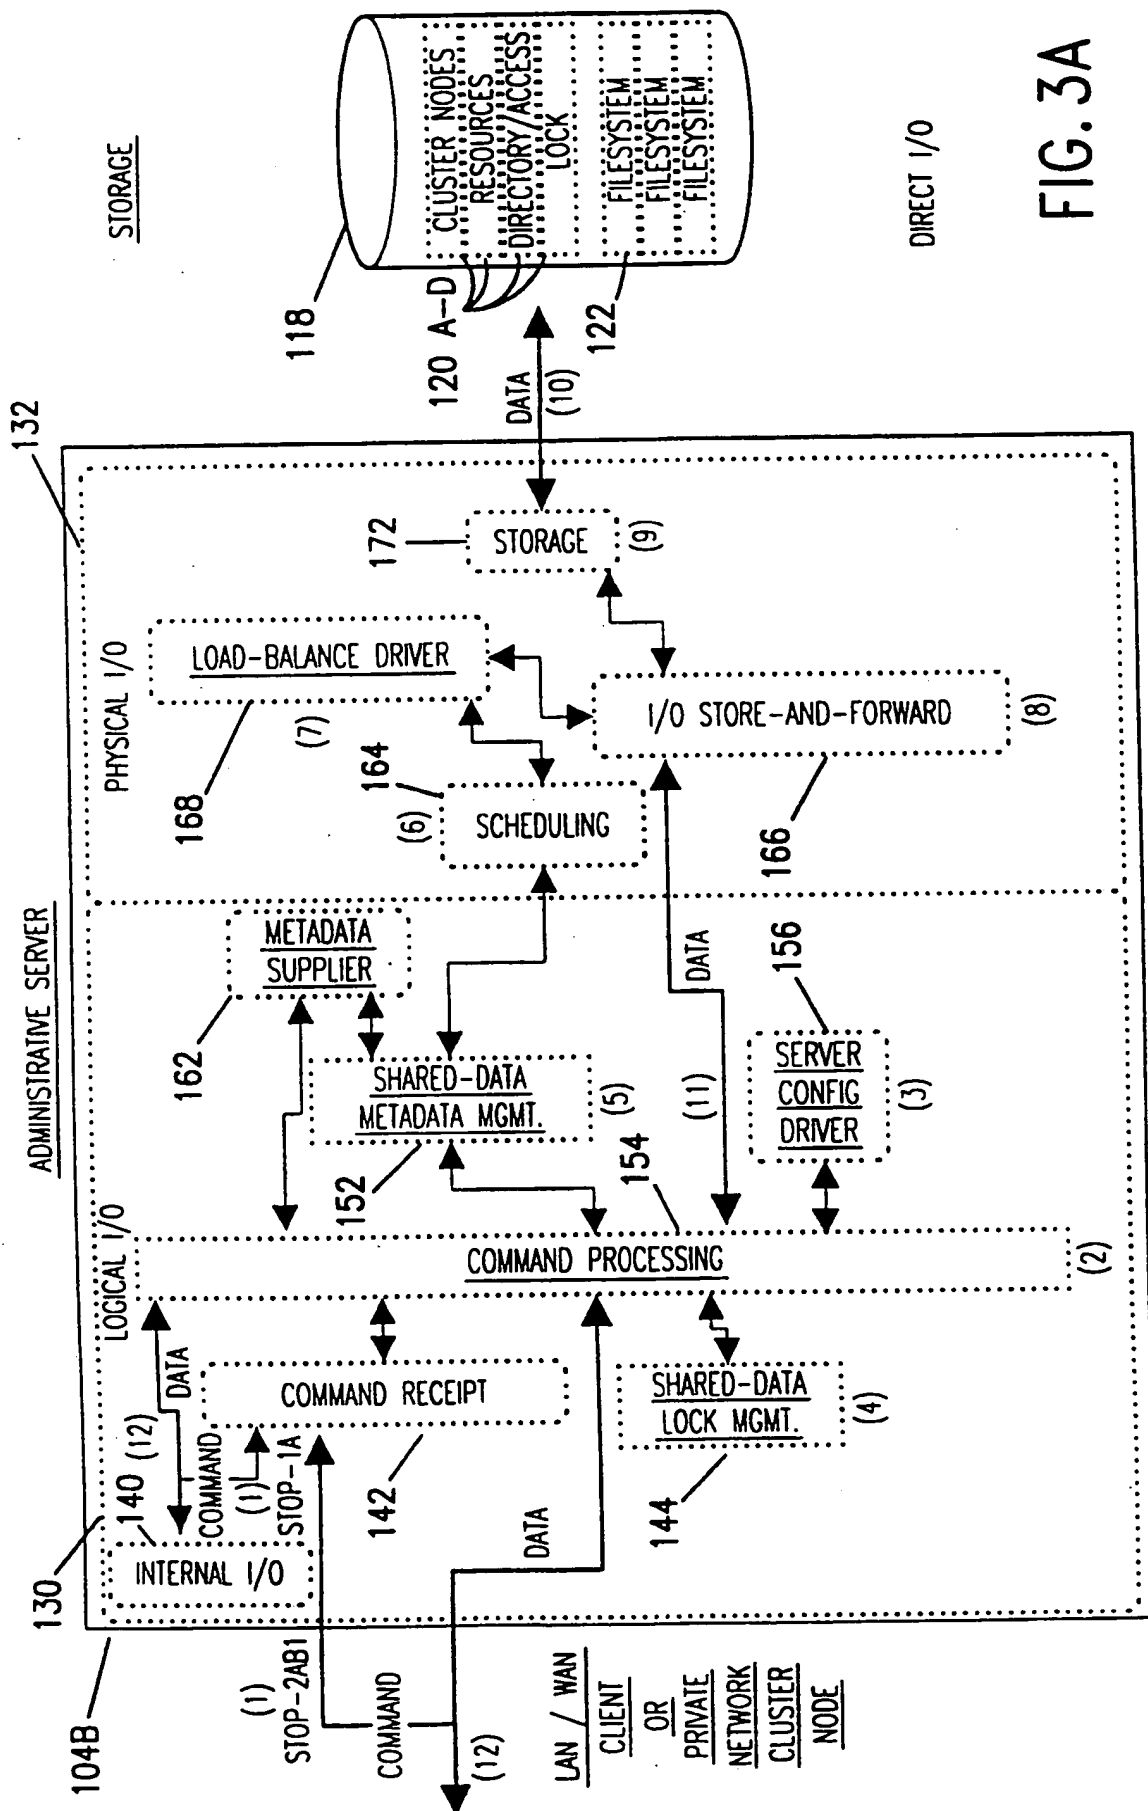 ADMINISTRATIVE SERVER
STORAGE
104B
130
132
LOGICAL I/O
PHYSICAL I/O
INTERNAL I/O
140
(12)
DATA
COMMAND
(1)
STOP-1A
(1)
STOP-2AB1
COMMAND
(12)
LAN / WAN
CLIENT
OR
PRIVATE
NETWORK
CLUSTER
NODE
COMMAND RECEIPT
142
DATA
SHARED-DATA
LOCK MGMT.
(4)
144
COMMAND PROCESSING
(2)
154
METADATA
SUPPLIER
162
SHARED-DATA
METADATA MGMT.
(5)
152
DATA
(11)
SERVER
CONFIG
DRIVER
(3)
156
LOAD-BALANCE DRIVER
(7)
168
164
(6)
SCHEDULING
I/O STORE-AND-FORWARD
(8)
166
STORAGE
(9)
172
DATA
(10)
118
120 A-D
CLUSTER NODES
RESOURCES
DIRECTORY/ACCESS
LOCK
122
FILESYSTEM
FILESYSTEM
FILESYSTEM
DIRECT I/O
FIG. 3A